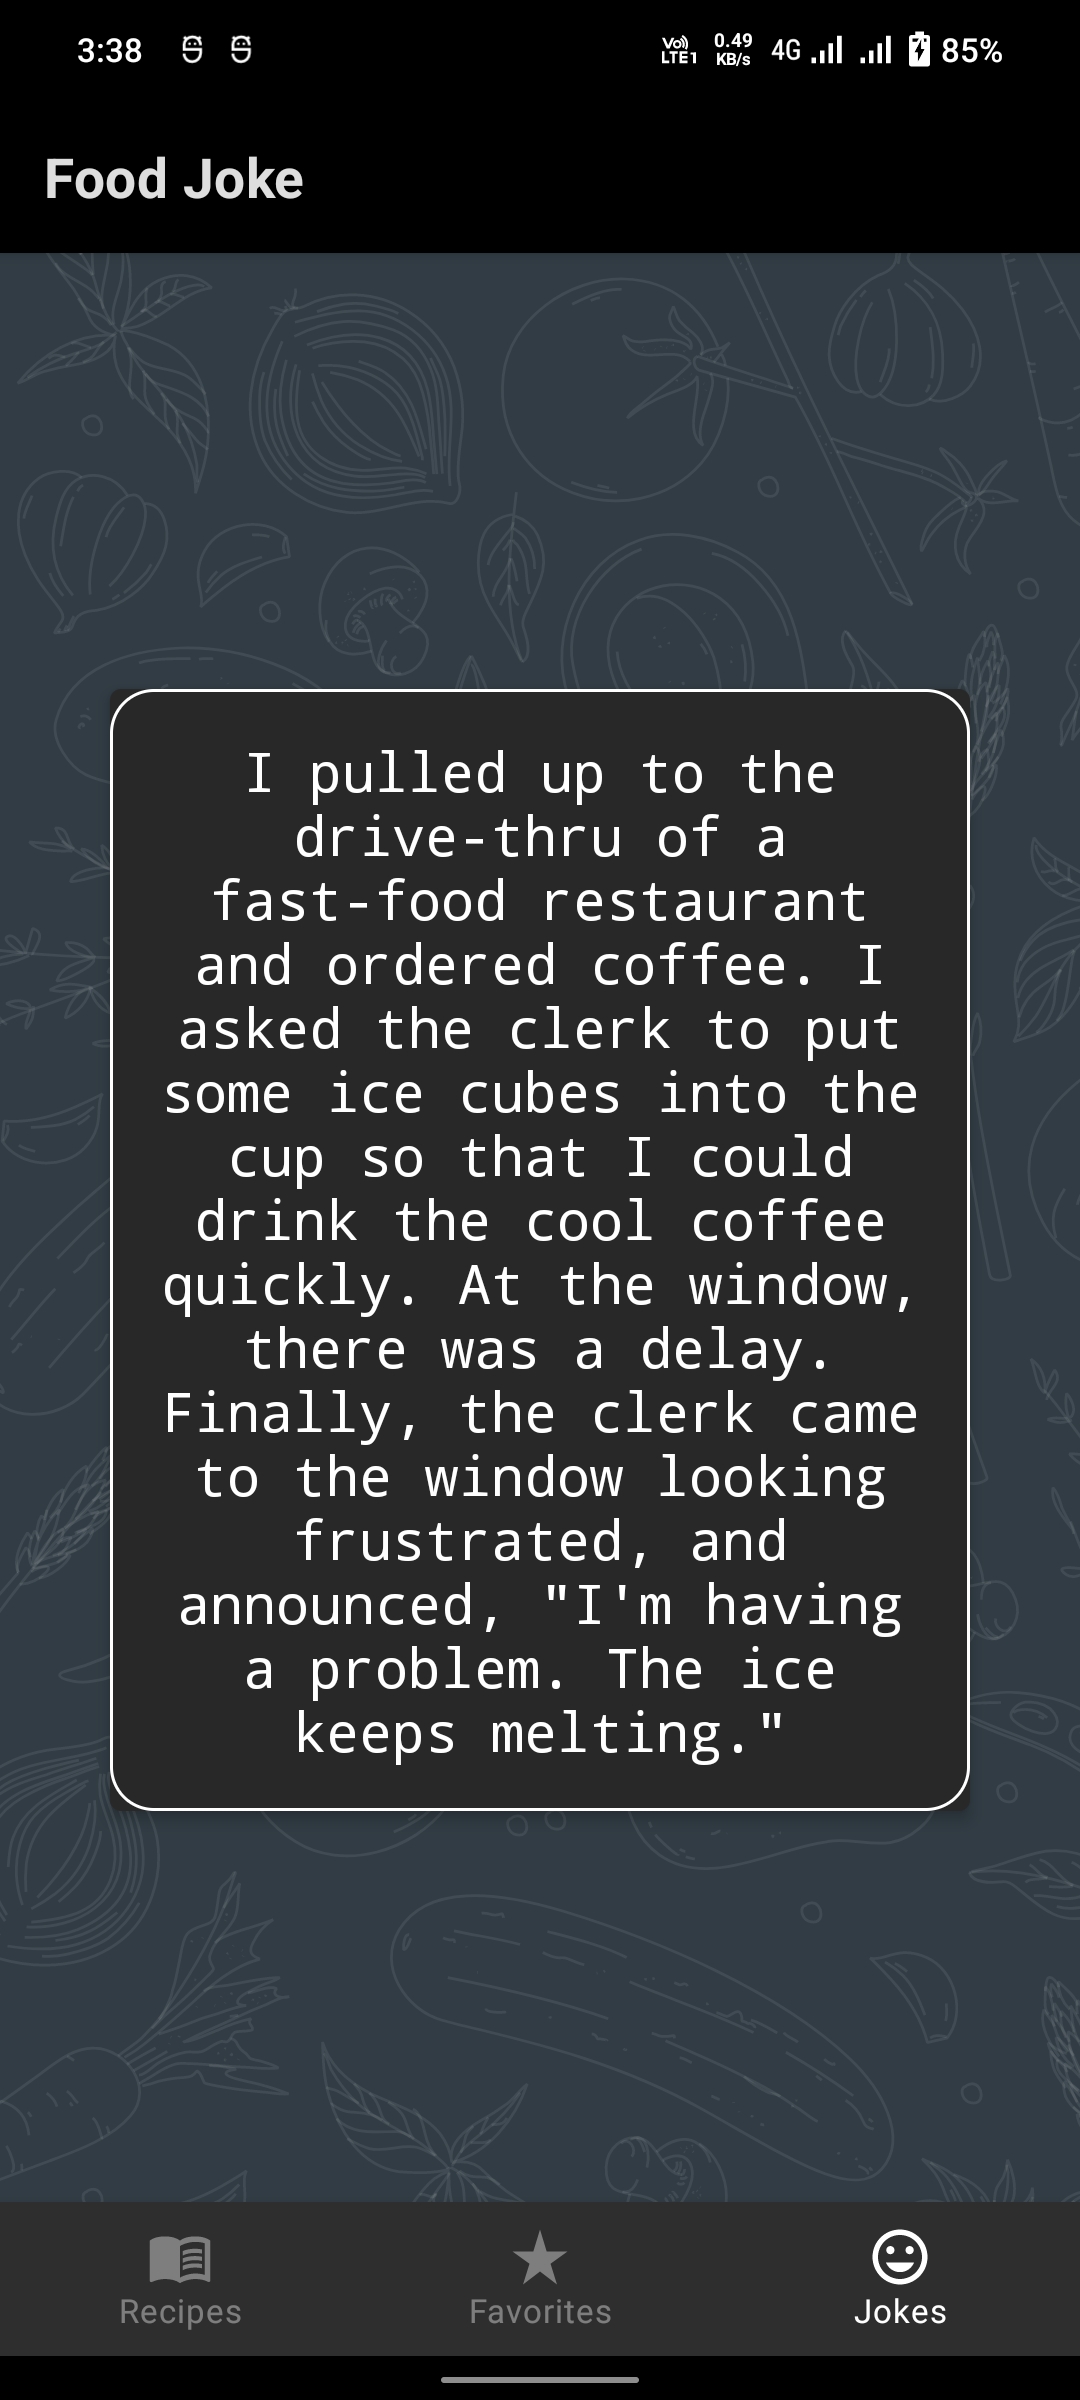 3:38
Vo))
LTE1
0.49
KB/s
4G
85%
Food Joke
I pulled up to the
drive-thru of a
fast-food restaurant
and ordered coffee. I
asked the clerk to put
some ice cubes into the
cup so that I could
drink the cool coffee
quickly. At the window,
there was a delay.
Finally, the clerk came
to the window looking
frustrated, and
announced, "I'm having
a problem. The ice
keeps melting."
Recipes
Favorites
Jokes